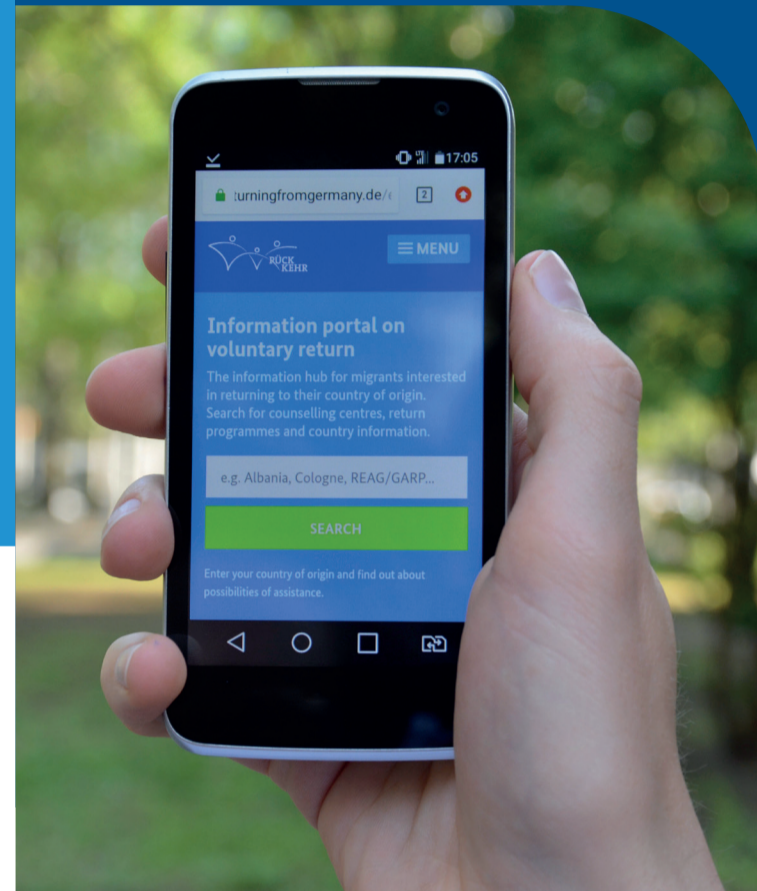 LTE
17:05
:urningfromgermany.de/e
2
RÜCK
KEHR
MENU
Information portal on
voluntary return
The information hub for migrants interested
in returning to their country of origin.
Search for counselling centres, return
programmes and country information.
e.g. Albania, Cologne, REAG/GARP...
SEARCH
Enter your country of origin and find out about
possibilities of assistance.